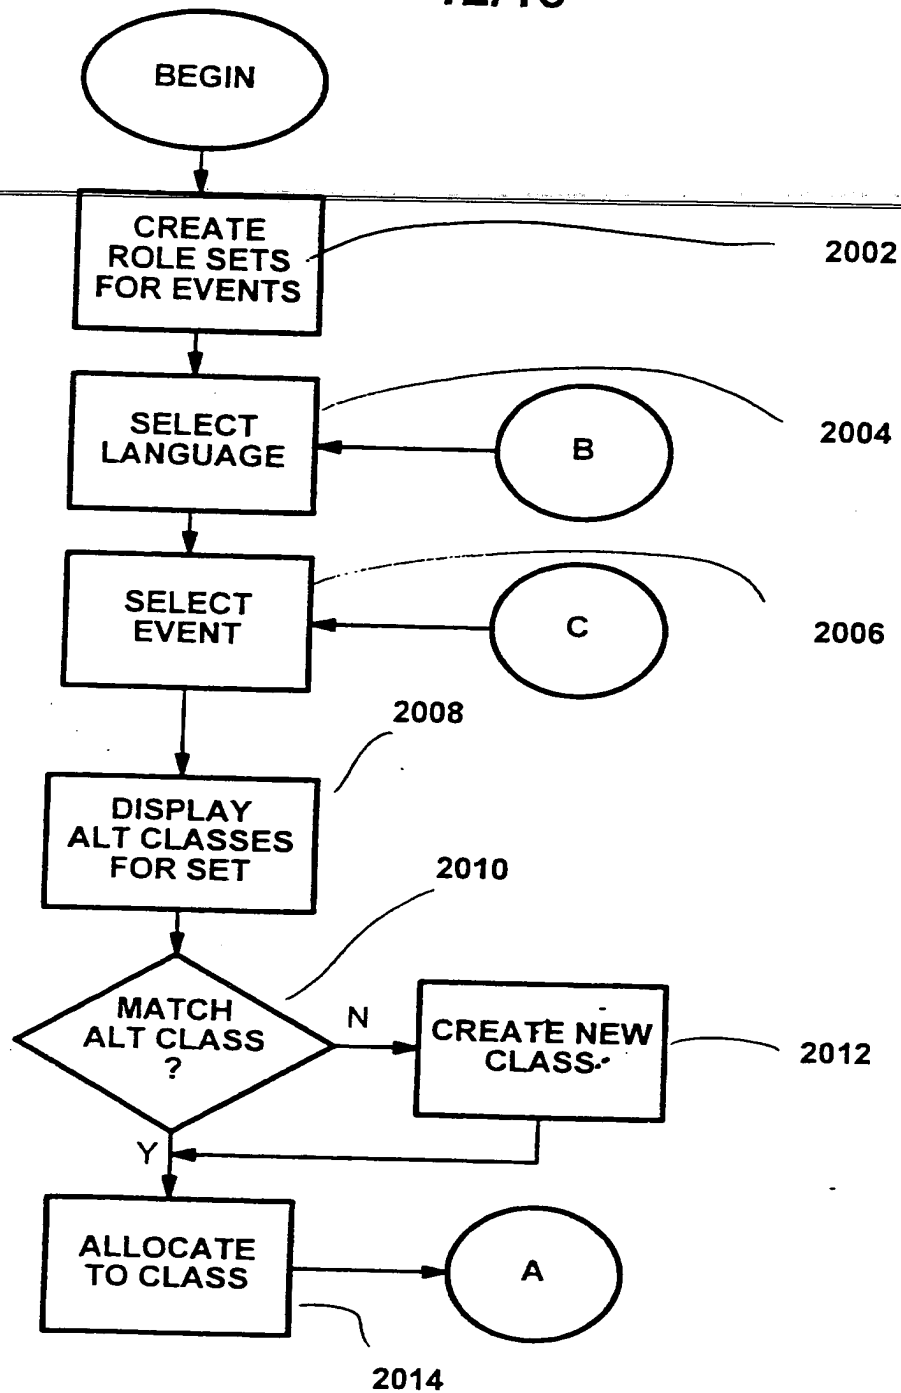 BEGIN
CREATE
ROLE SETS
FOR EVENTS
2002
SELECT
LANGUAGE
B
2004
SELECT
EVENT
C
2006
2008
DISPLAY
ALT CLASSES
FOR SET
2010
MATCH
ALT CLASS
?
N
CREATE NEW
CLASS
2012
Y
ALLOCATE
TO CLASS
A
2014